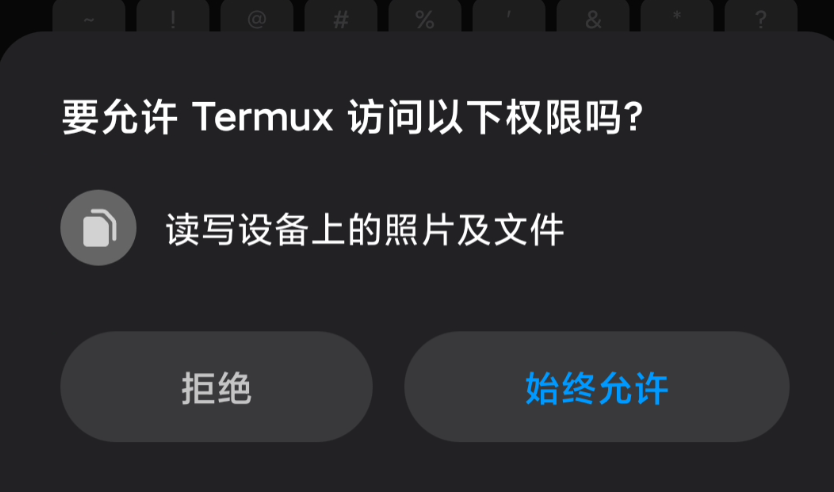 ~ ! @ # % ' & * ?
要允许 Termux 访问以下权限吗?
读写设备上的照片及文件
拒绝
始终允许